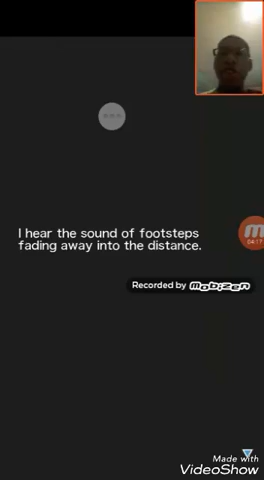 I hear the sound of footsteps
fading away into the distance.
04:17
Recorded by mobizen
Made with
VideoShow